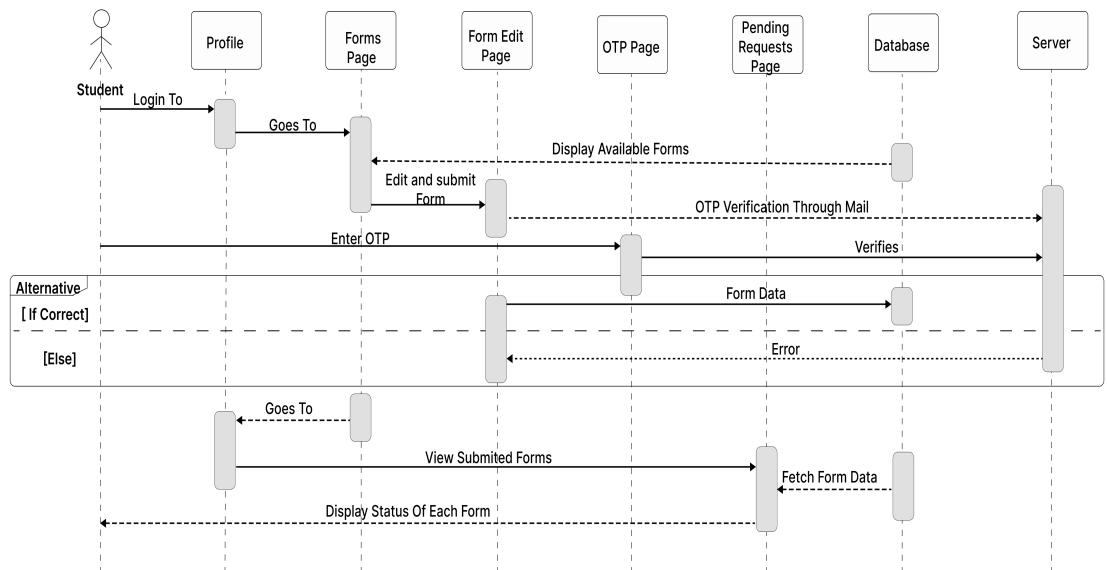 Profile
Forms
Page
Form Edit
Page
OTP Page
Pending
Requests
Page
Database
Server
Student
Login To
Goes To
Display Available Forms
Edit and submit
Form
OTP Verification Through Mail
Enter OTP
Verifies
Alternative
[ If Correct]
Form Data
[Else]
Error
Goes To
View Submited Forms
Fetch Form Data
Display Status Of Each Form